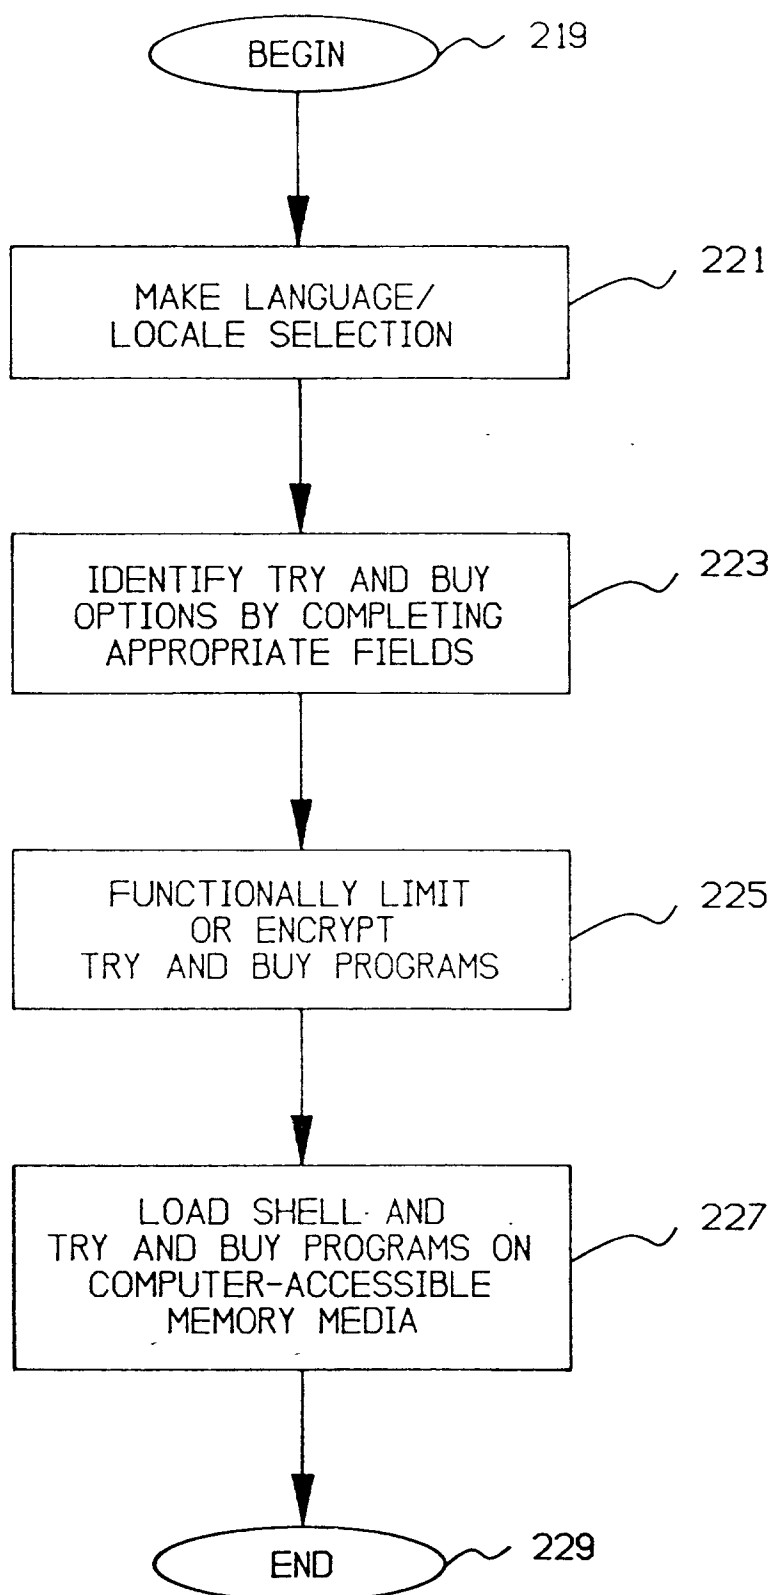 BEGIN
219
MAKE LANGUAGE/
LOCALE SELECTION
221
IDENTIFY TRY AND BUY
OPTIONS BY COMPLETING
APPROPRIATE FIELDS
223
FUNCTIONALLY LIMIT
OR ENCRYPT
TRY AND BUY PROGRAMS
225
LOAD SHELL AND
TRY AND BUY PROGRAMS ON
COMPUTER-ACCESSIBLE
MEMORY MEDIA
227
END
229